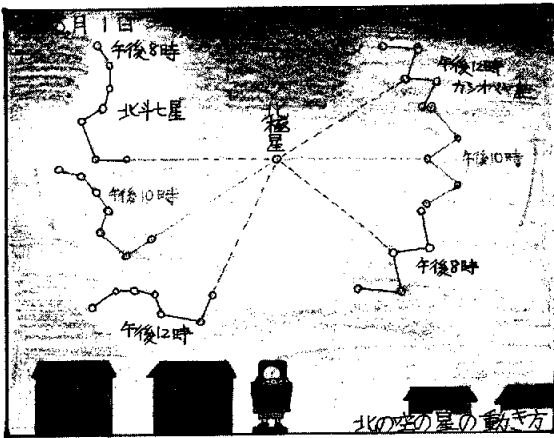 月1日
午後8時
北斗七星
北極星
午後12時
カシオペヤ座
午後10時
午後10時
午後8時
午後12時
北の空の星の動き方